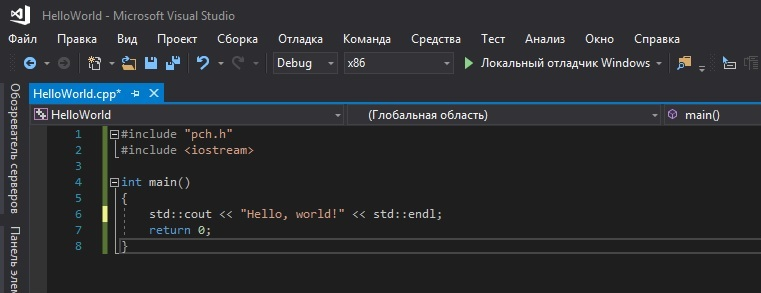 HelloWorld - Microsoft Visual Studio
Файл Правка Вид Проект Сборка Отладка Команда Средства Тест Анализ Окно Справка
Debug x86 Локальный отладчик Windows
Обозреватель серверов
HelloWorld.cpp*
HelloWorld (Глобальная область) main()
1 #include "pch.h"
2 #include <iostream>
3
4 int main()
5 {
6 std::cout << "Hello, world!" << std::endl;
7 return 0;
8 }
Панель